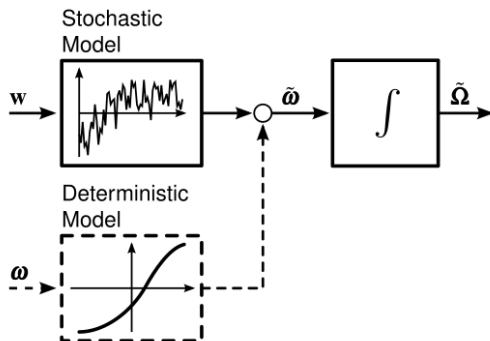 Stochastic
Model
w
ω̃
∫
Ω̃
Deterministic
Model
ω